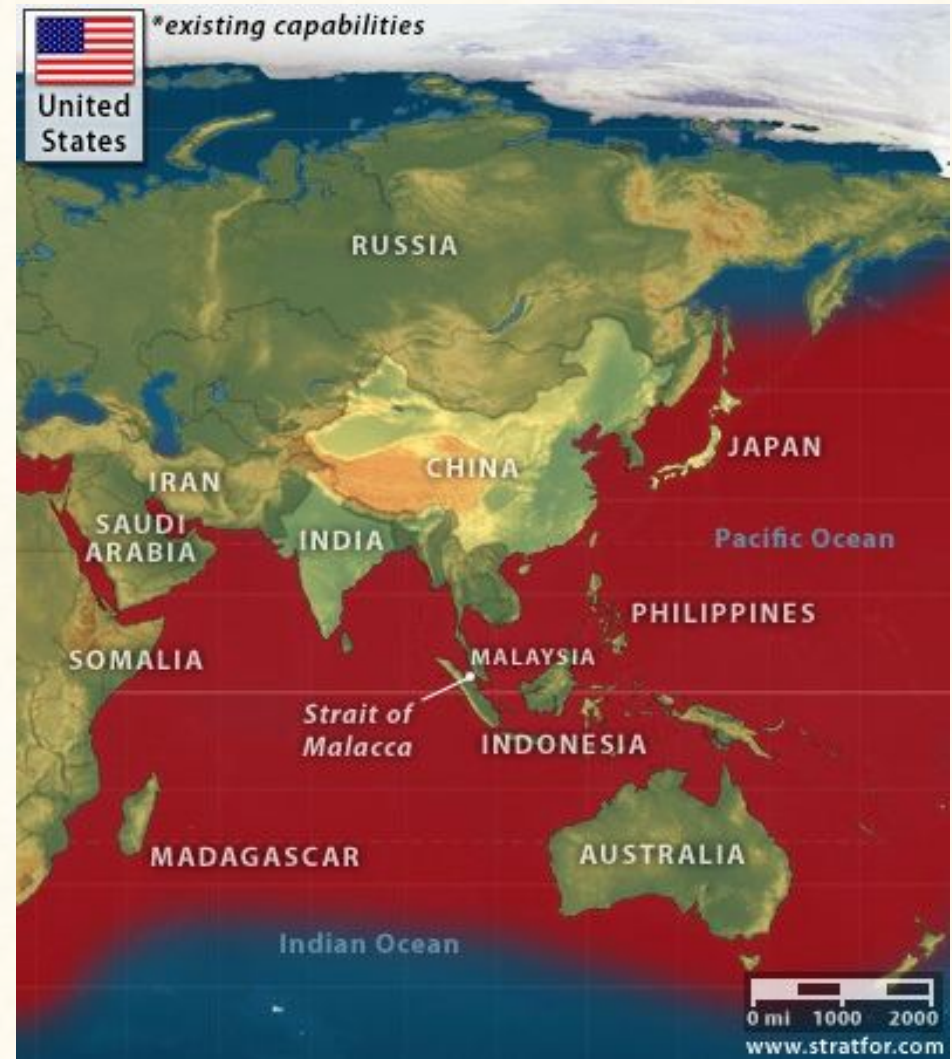 *existing capabilities
United
States
RUSSIA
JAPAN
CHINA
IRAN
SAUDI
ARABIA
INDIA
Pacific Ocean
PHILIPPINES
SOMALIA
MALAYSIA
Strait of
Malacca
INDONESIA
MADAGASCAR
AUSTRALIA
Indian Ocean
0 mi 1000 2000
www.stratfor.com